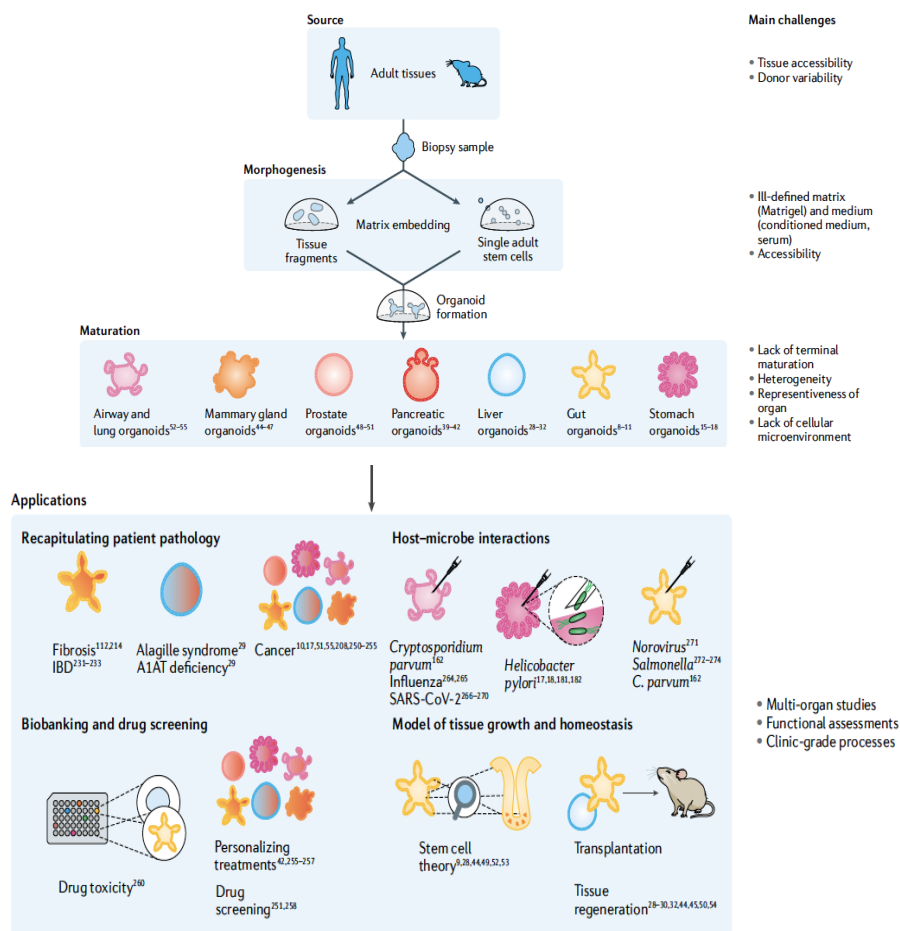 Source
Main challenges
Adult tissues
• Tissue accessibility
• Donor variability
Biopsy sample
Morphogenesis
Matrix embedding
Tissue
fragments
Single adult
stem cells
• Ill-defined matrix
(Matrigel) and medium
(conditioned medium,
serum)
• Accessibility
Organoid
formation
Maturation
Airway and
lung organoids52–55
Mammary gland
organoids44–47
Prostate
organoids48–51
Pancreatic
organoids39–42
Liver
organoids28–32
Gut
organoids8–11
Stomach
organoids15–18
• Lack of terminal
maturation
• Heterogeneity
• Representiveness of
organ
• Lack of cellular
microenvironment
Applications
Recapitulating patient pathology
Fibrosis112,214
IBD231–233
Alagille syndrome29
A1AT deficiency29
Cancer10,17,51,55,208,250–255
Host–microbe interactions
Cryptosporidium
parvum162
Influenza264,265
SARS-CoV-2266–270
Helicobacter
pylori17,18,181,182
Norovirus271
Salmonella272–274
C. parvum162
Biobanking and drug screening
Drug toxicity260
Personalizing
treatments42,255–257
Drug
screening251,258
Model of tissue growth and homeostasis
Stem cell
theory9,28,44,49,52,53
Transplantation
Tissue
regeneration28–30,32,44,45,50,54
• Multi-organ studies
• Functional assessments
• Clinic-grade processes